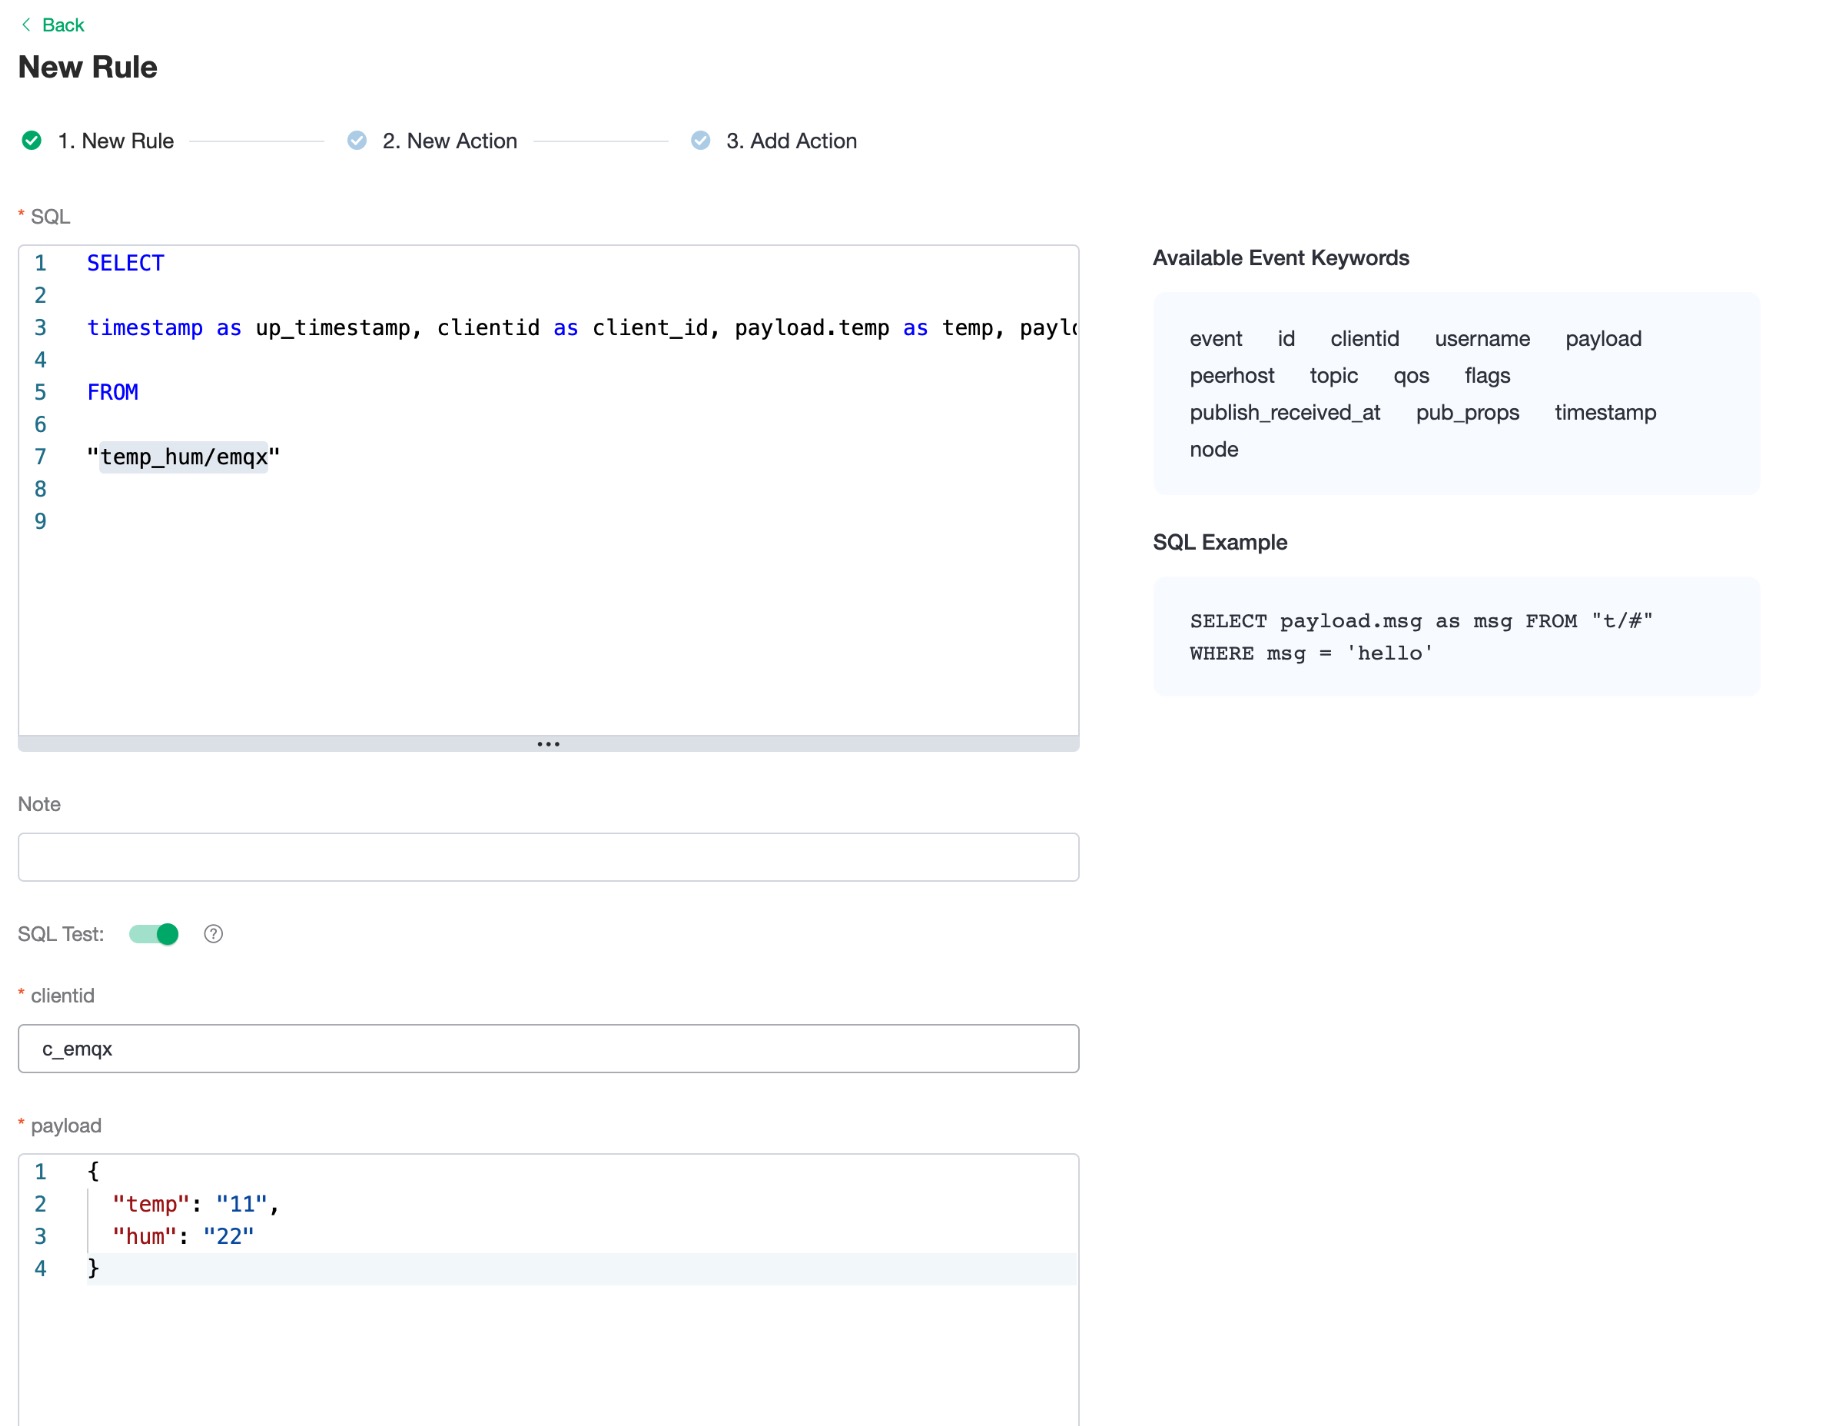 Back
New Rule
1. New Rule 2. New Action 3. Add Action
* SQL
1 SELECT
2
3 timestamp as up_timestamp, clientid as client_id, payload.temp as temp,
4
5 FROM
6
7 "temp_hum/emqx"
8
9
...
Available Event Keywords
event id clientid username payload
peerhost topic qos flags
publish_received_at pub_props timestamp
node
SQL Example
SELECT payload.msg as msg FROM "t/#"
WHERE msg = 'hello'
Note
SQL Test: ?
* clientid
c_emqx
* payload
1 {
2 "temp": "11",
3 "hum": "22"
4 }